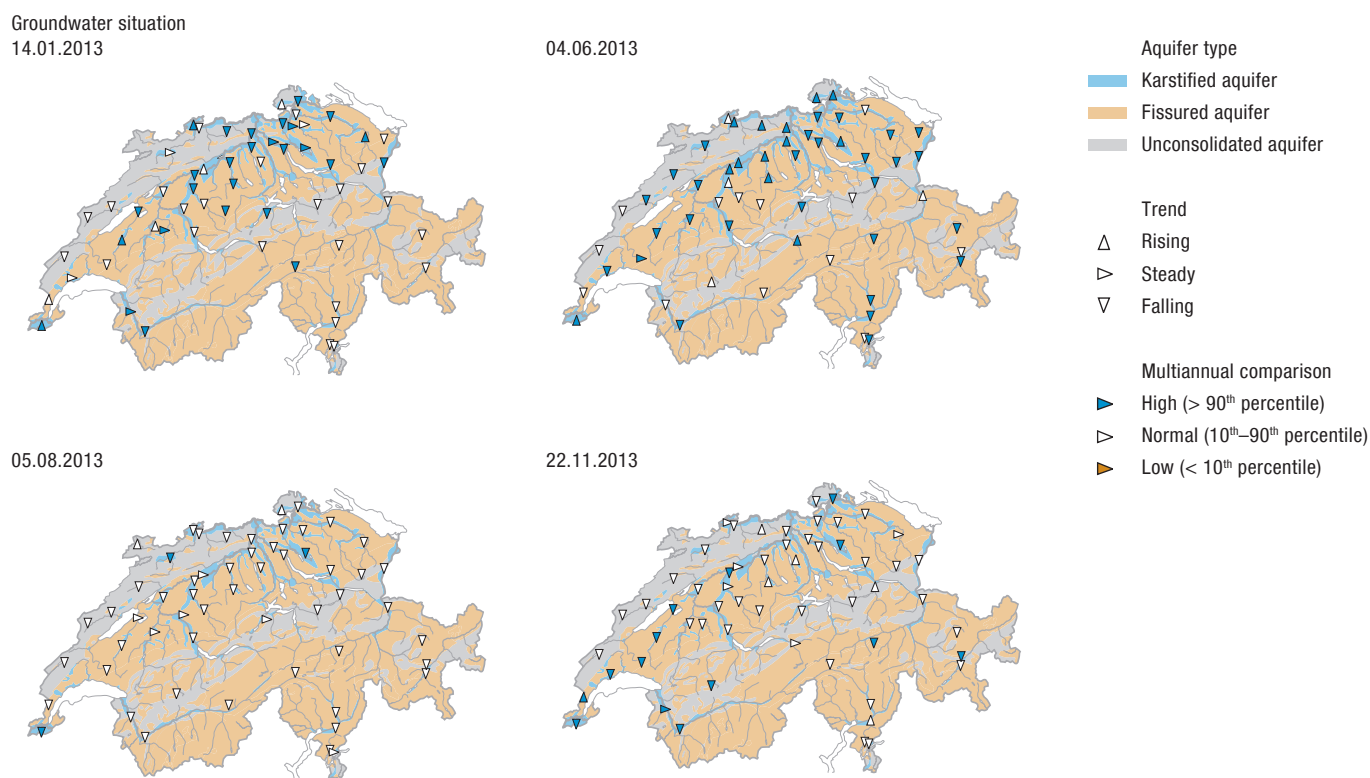 Groundwater situation
14.01.2013
04.06.2013
05.08.2013
22.11.2013
Aquifer type
Karstified aquifer
Fissured aquifer
Unconsolidated aquifer
Trend
Rising
Steady
Falling
Multiannual comparison
High (> 90th percentile)
Normal (10th–90th percentile)
Low (< 10th percentile)